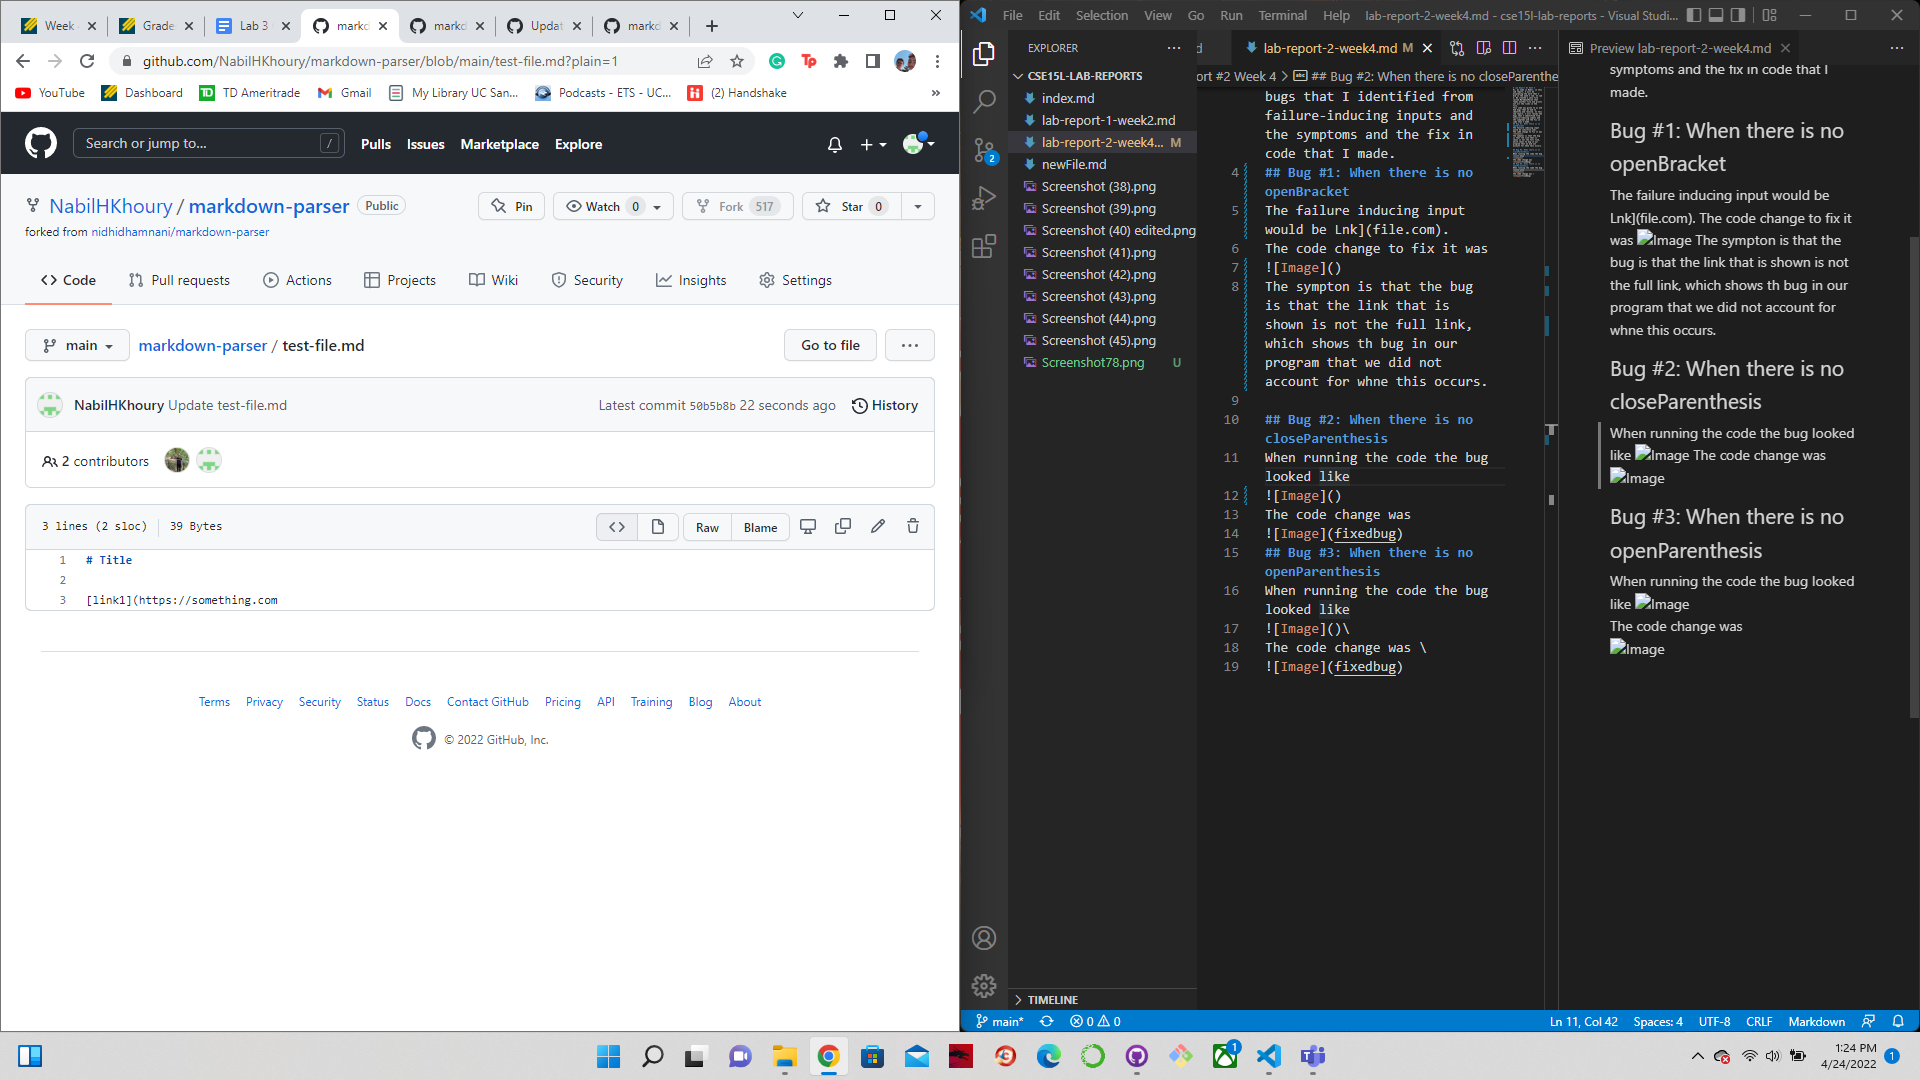 Week
Grade
Lab 3
markd
markd
Updat
markd
github.com/NabilHKhoury/markdown-parser/blob/main/test-file.md?plain=1
YouTube
Dashboard
TD Ameritrade
Gmail
My Library UC San...
Podcasts - ETS - UC...
(2) Handshake
Search or jump to...
/
Pulls
Issues
Marketplace
Explore
NabilHKhoury / markdown-parser
Public
Pin
Watch 0
Fork 517
Star 0
forked from nidhidhamnani/markdown-parser
Code
Pull requests
Actions
Projects
Wiki
Security
Insights
Settings
main
markdown-parser / test-file.md
Go to file
NabilHKhoury Update test-file.md
Latest commit 50b5b8b 22 seconds ago
History
2 contributors
3 lines (2 sloc)
39 Bytes
Raw
Blame
1 # Title
2
3 [link1](https://something.com
Terms
Privacy
Security
Status
Docs
Contact GitHub
Pricing
API
Training
Blog
About
© 2022 GitHub, Inc.
File
Edit
Selection
View
Go
Run
Terminal
Help
lab-report-2-week4.md - cse15l-lab-reports - Visual Studi...
EXPLORER
CSE15L-LAB-REPORTS
index.md
lab-report-1-week2.md
lab-report-2-week4... M
newFile.md
Screenshot (38).png
Screenshot (39).png
Screenshot (40) edited.png
Screenshot (41).png
Screenshot (42).png
Screenshot (43).png
Screenshot (44).png
Screenshot (45).png
Screenshot78.png U
TIMELINE
2
d
lab-report-2-week4.md M
ort #2 Week 4 > ## Bug #2: When there is no closeParenthe
bugs that I identified from
failure-inducing inputs and
the symptoms and the fix in
code that I made.
4 ## Bug #1: When there is no
openBracket
5 The failure inducing input
would be Lnk](file.com).
6 The code change to fix it was
7 ![Image]()
8 The sympton is that the bug
is that the link that is
shown is not the full link,
which shows th bug in our
program that we did not
account for whne this occurs.
9
10 ## Bug #2: When there is no
closeParenthesis
11 When running the code the bug
looked like
12 ![Image]()
13 The code change was
14 ![Image](fixedbug)
15 ## Bug #3: When there is no
openParenthesis
16 When running the code the bug
looked like
17 ![Image]()\
18 The code change was \
19 ![Image](fixedbug)
Preview lab-report-2-week4.md
symptoms and the fix in code that I
made.
Bug #1: When there is no
openBracket
The failure inducing input would be
Lnk](file.com). The code change to fix it
was Image The sympton is that the
bug is that the link that is shown is not
the full link, which shows th bug in our
program that we did not account for
whne this occurs.
Bug #2: When there is no
closeParenthesis
When running the code the bug looked
like Image The code change was
Image
Bug #3: When there is no
openParenthesis
When running the code the bug looked
like Image
The code change was
Image
main*
0
0
Ln 11, Col 42
Spaces: 4
UTF-8
CRLF
Markdown
1
1:24 PM
4/24/2022
1